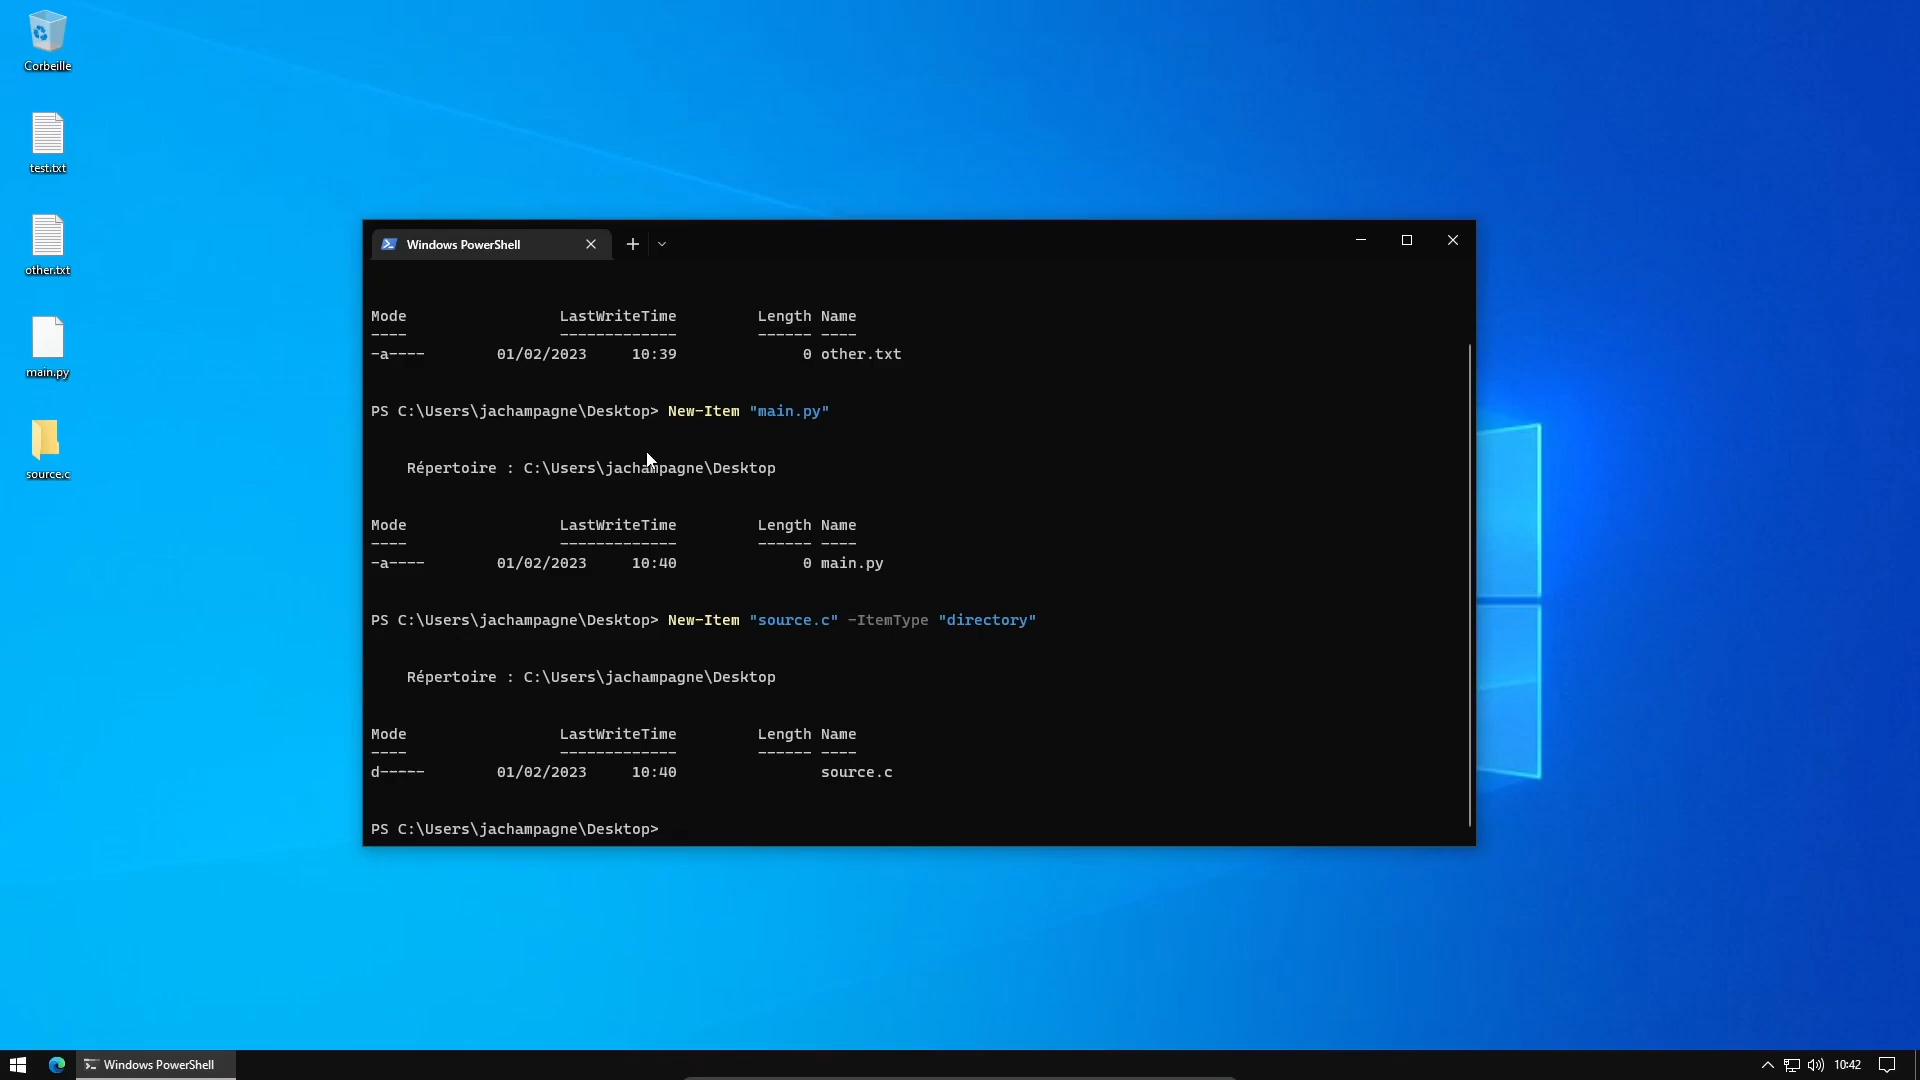 Corbeille
test.txt
other.txt
main.py
source.c
Windows PowerShell
Mode                LastWriteTime         Length Name
----                -------------         ------ ----
-a----        01/02/2023     10:39              0 other.txt
PS C:\Users\jachampagne\Desktop> New-Item "main.py"
Répertoire : C:\Users\jachampagne\Desktop
Mode                LastWriteTime         Length Name
----                -------------         ------ ----
-a----        01/02/2023     10:40              0 main.py
PS C:\Users\jachampagne\Desktop> New-Item "source.c" -ItemType "directory"
Répertoire : C:\Users\jachampagne\Desktop
Mode                LastWriteTime         Length Name
----                -------------         ------ ----
d-----        01/02/2023     10:40                source.c
PS C:\Users\jachampagne\Desktop>
Windows PowerShell
10:42